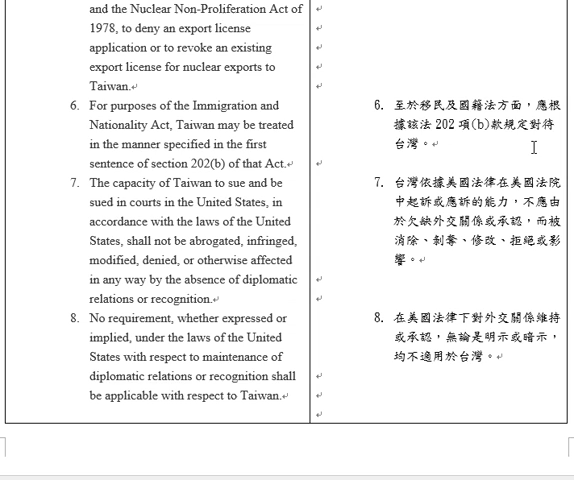 and the Nuclear Non-Proliferation Act of
1978, to deny an export license
application or to revoke an existing
export license for nuclear exports to
Taiwan.
6. For purposes of the Immigration and
Nationality Act, Taiwan may be treated
in the manner specified in the first
sentence of section 202(b) of that Act.
7. The capacity of Taiwan to sue and be
sued in courts in the United States, in
accordance with the laws of the United
States, shall not be abrogated, infringed,
modified, denied, or otherwise affected
in any way by the absence of diplomatic
relations or recognition.
8. No requirement, whether expressed or
implied, under the laws of the United
States with respect to maintenance of
diplomatic relations or recognition shall
be applicable with respect to Taiwan.
6. 至於移民及國籍法方面，應根
據該法 202 項(b)款規定對待
台灣。
7. 台灣依據美國法律在美國法院
中起訴或應訴的能力，不應由
於欠缺外交關係或承認，而被
消除、剝奪、修改、拒絕或影
響。
8. 在美國法律下對外交關係維持
或承認，無論是明示或暗示，
均不適用於台灣。